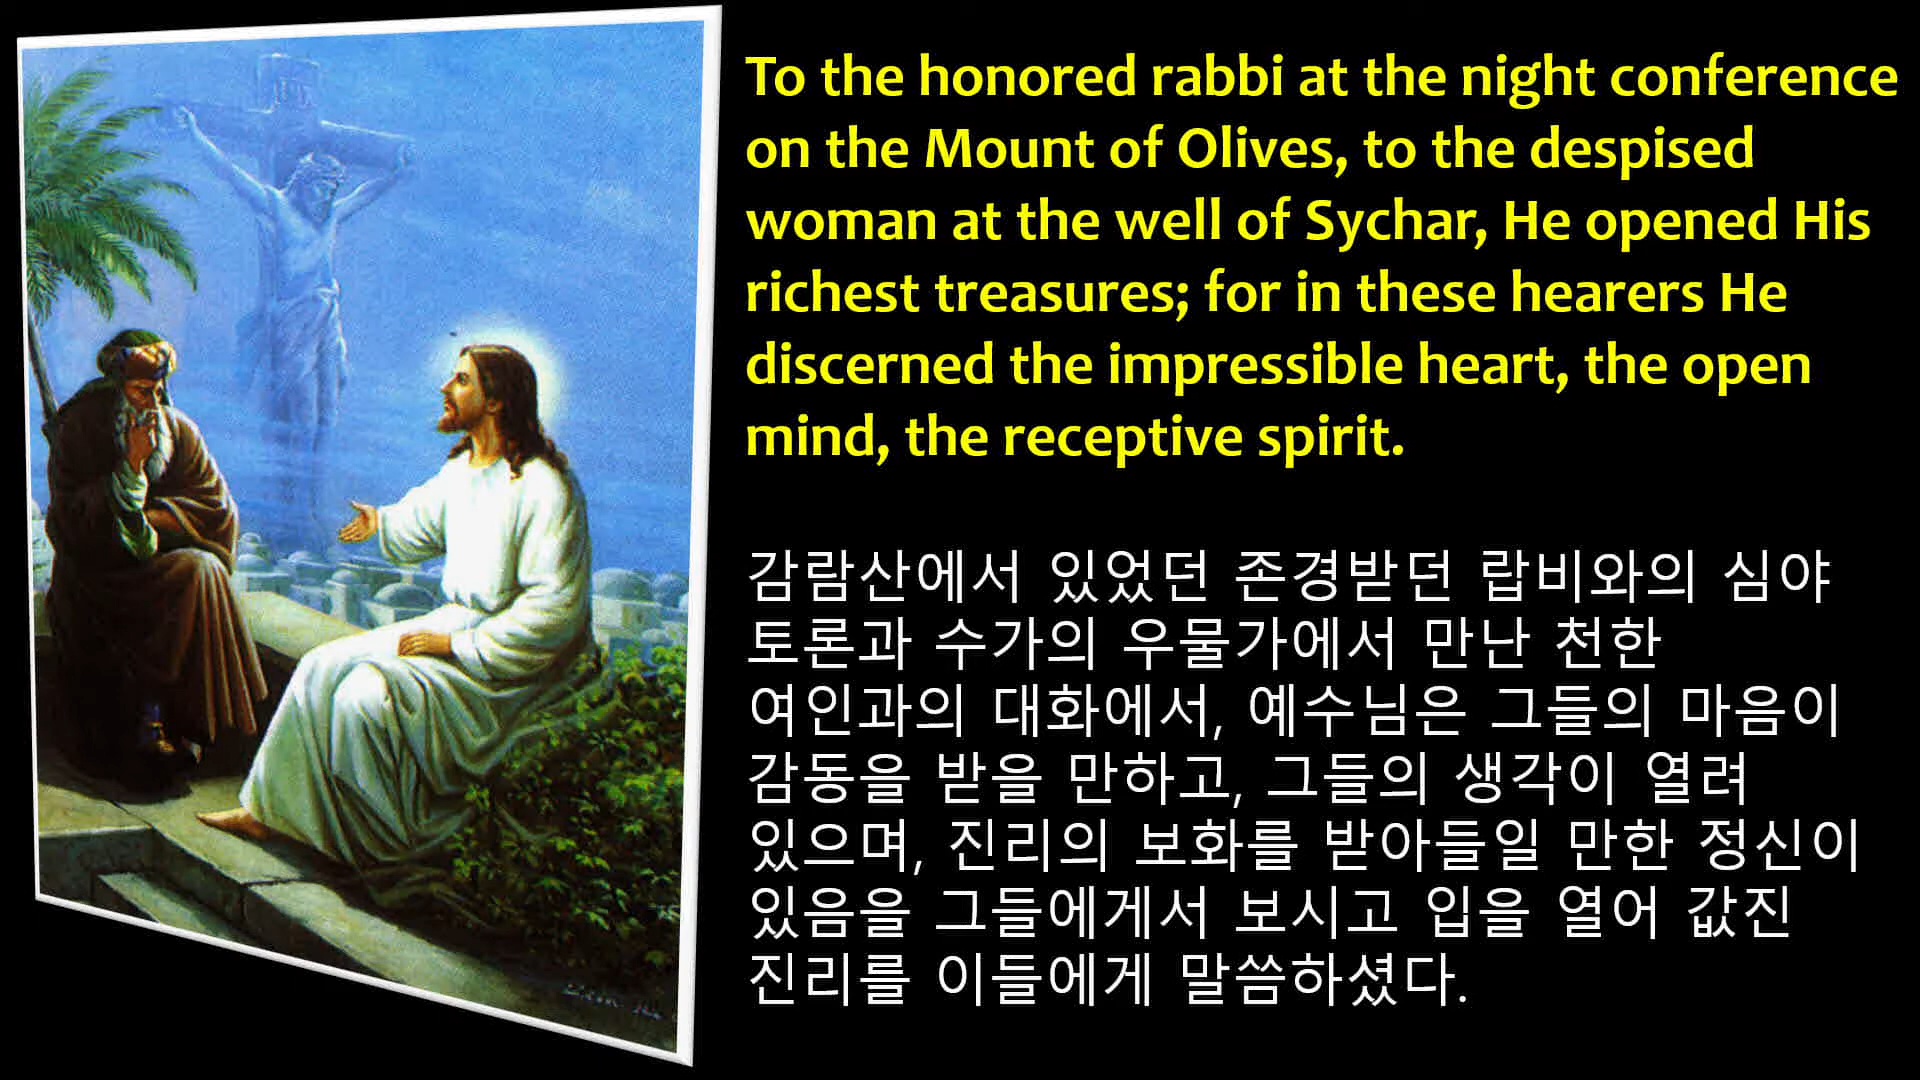 To the honored rabbi at the night conference
on the Mount of Olives, to the despised
woman at the well of Sychar, He opened His
richest treasures; for in these hearers He
discerned the impressible heart, the open
mind, the receptive spirit.
감람산에서 있었던 존경받던 랍비와의 심야
토론과 수가의 우물가에서 만난 천한
여인과의 대화에서, 예수님은 그들의 마음이
감동을 받을 만하고, 그들의 생각이 열려
있으며, 진리의 보화를 받아들일 만한 정신이
있음을 그들에게서 보시고 입을 열어 값진
진리를 이들에게 말씀하셨다.